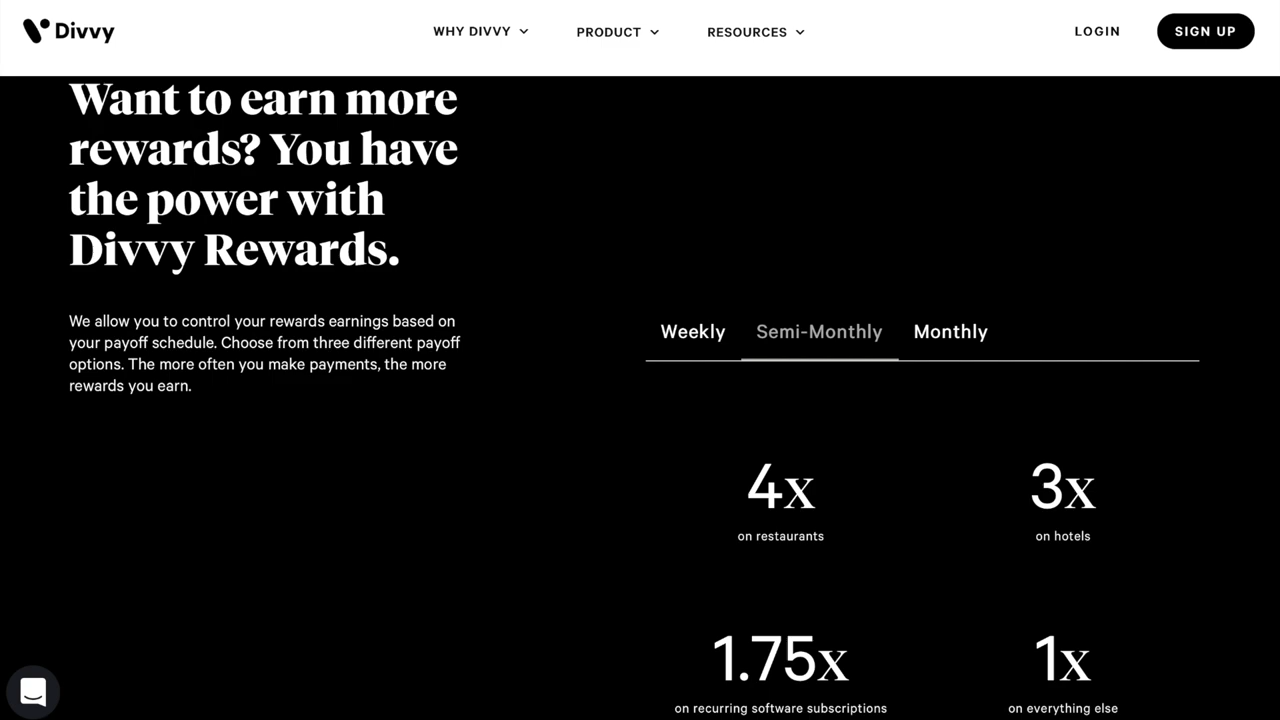 Divvy
WHY DIVVY
PRODUCT
RESOURCES
LOGIN
SIGN UP
Want to earn more
rewards? You have
the power with
Divvy Rewards.
We allow you to control your rewards earnings based on
your payoff schedule. Choose from three different payoff
options. The more often you make payments, the more
rewards you earn.
Weekly
Semi-Monthly
Monthly
4x
on restaurants
3x
on hotels
1.75x
on recurring software subscriptions
1x
on everything else